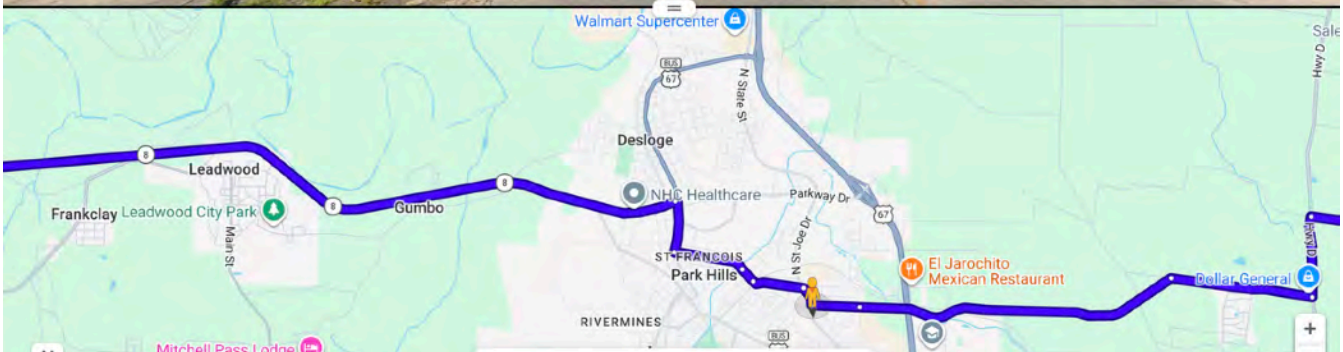 Walmart Supercenter
Sale
Hwy D
BUS
67
N State St
Desloge
8
Leadwood
NHC Healthcare
Parkway Dr
8
Gumbo
8
Frankclay
Leadwood City Park
67
Main St
N St Joe Dr
Hwy D
ST FRANCOIS
Park Hills
El Jarochito
Mexican Restaurant
Dollar General
RIVERMINES
BUS
Mitchell Pass Lodge
+